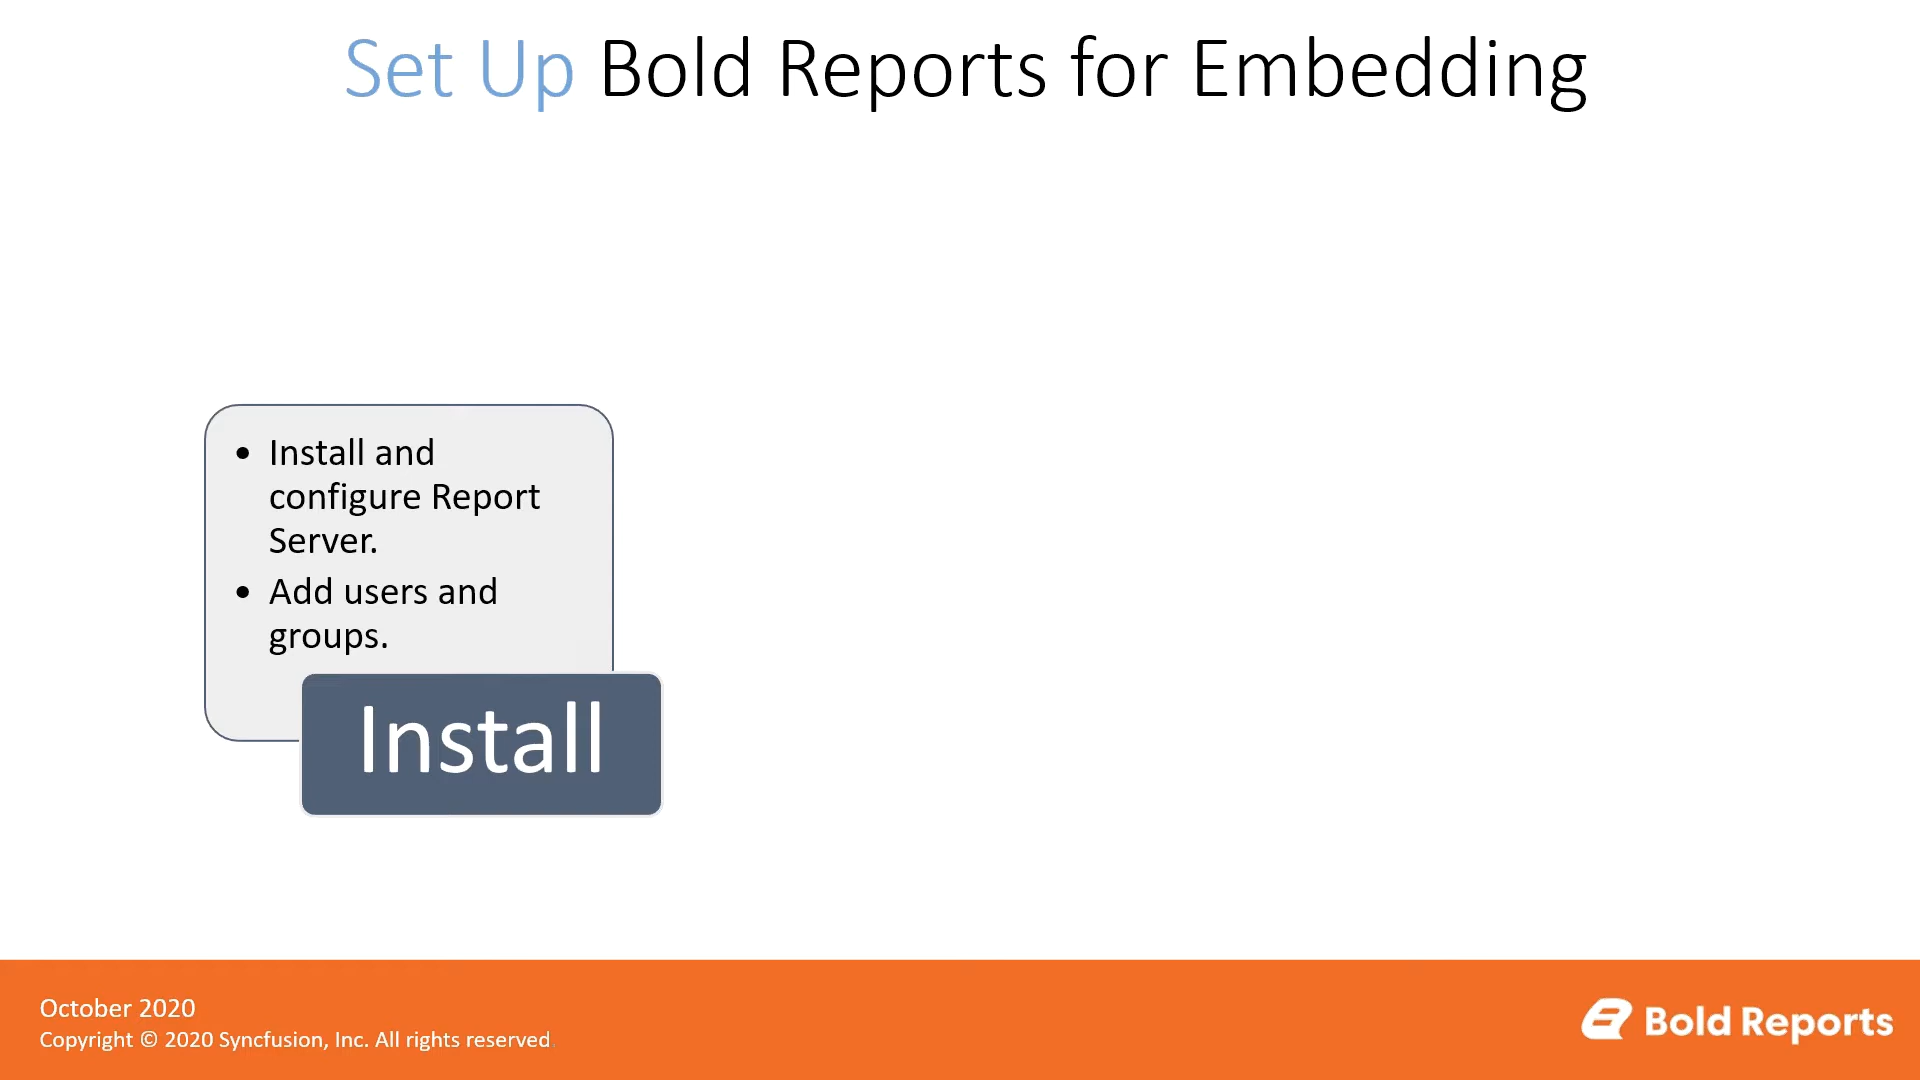 Set Up Bold Reports for Embedding
• Install and
configure Report
Server.
• Add users and
groups.
Install
October 2020
Copyright © 2020 Syncfusion, Inc. All rights reserved
Bold Reports